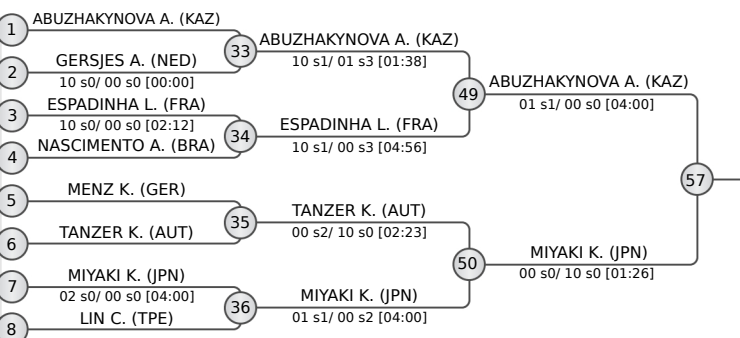 1
ABUZHAKYNOVA A. (KAZ)
2
GERSJES A. (NED)
10 s0/ 00 s0 [00:00]
3
ESPADINHA L. (FRA)
10 s0/ 00 s0 [02:12]
4
NASCIMENTO A. (BRA)
5
MENZ K. (GER)
6
TANZER K. (AUT)
7
MIYAKI K. (JPN)
02 s0/ 00 s0 [04:00]
8
LIN C. (TPE)
33
ABUZHAKYNOVA A. (KAZ)
10 s1/ 01 s3 [01:38]
34
ESPADINHA L. (FRA)
10 s1/ 00 s3 [04:56]
35
TANZER K. (AUT)
00 s2/ 10 s0 [02:23]
36
MIYAKI K. (JPN)
01 s1/ 00 s2 [04:00]
49
ABUZHAKYNOVA A. (KAZ)
01 s1/ 00 s0 [04:00]
50
MIYAKI K. (JPN)
00 s0/ 10 s0 [01:26]
57